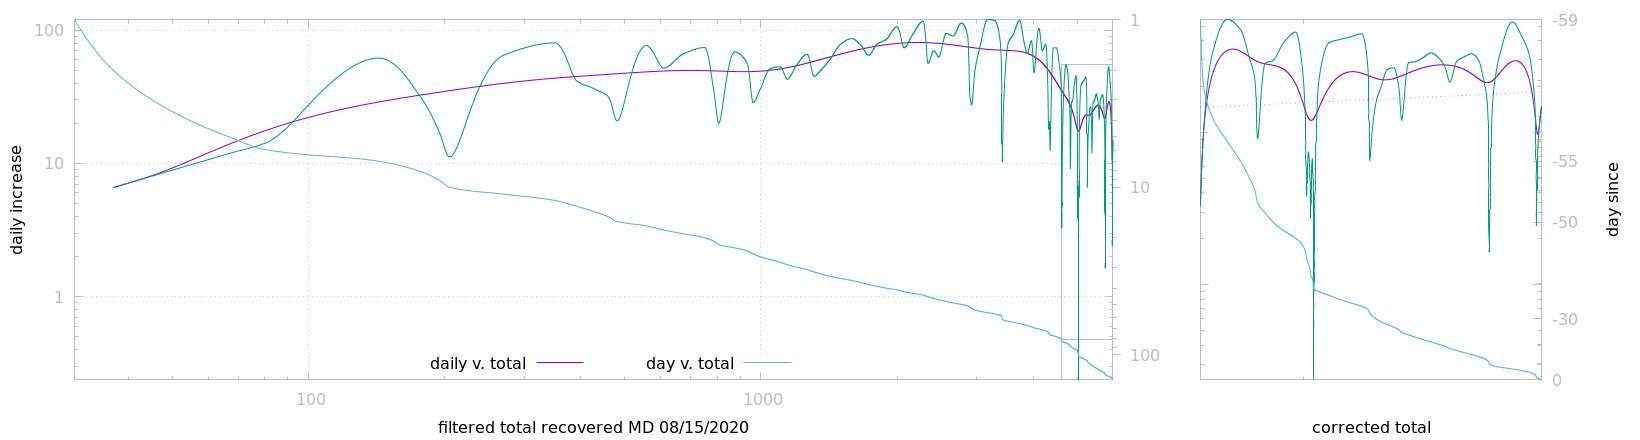 100
10
1
daily increase
daily v. total
day v. total
100
1000
filtered total recovered MD 08/15/2020
1
10
100
-59
-55
-50
-30
0
day since
corrected total